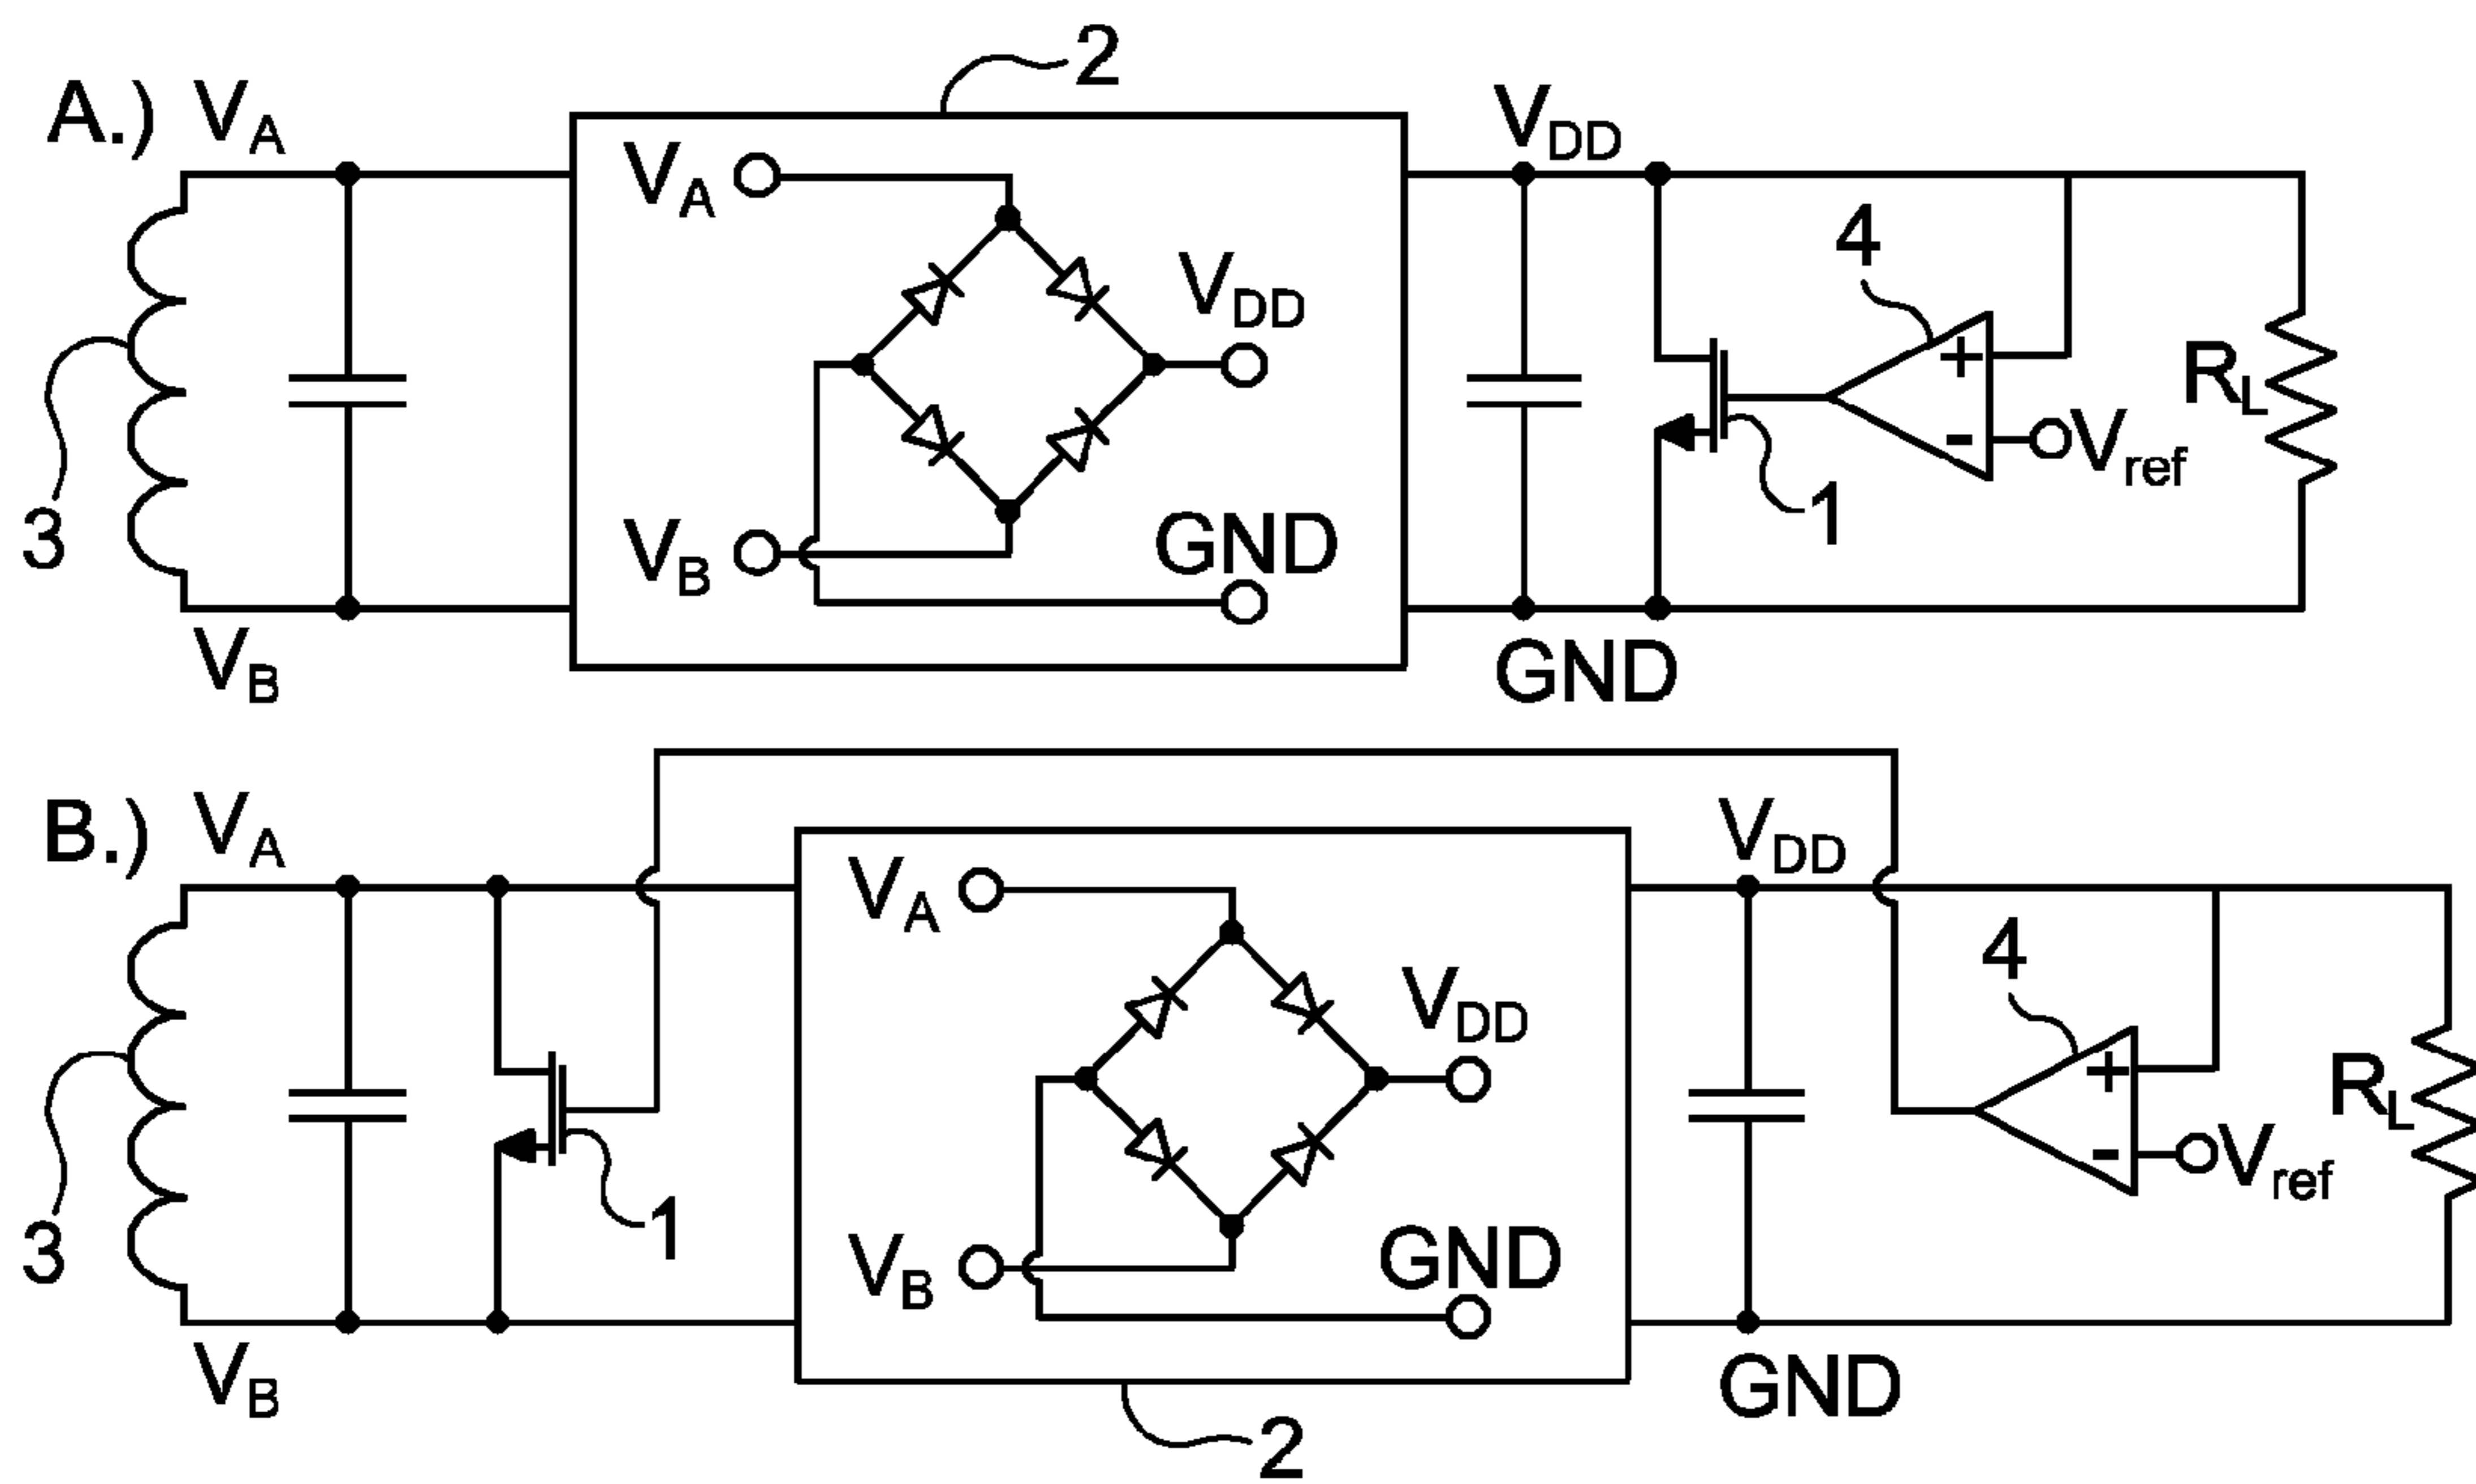 2
A.) V_A
V_A
V_DD
V_DD
4
+
R_L
-
V_ref
1
3
V_B
GND
V_B
GND
B.) V_A
V_A
V_DD
V_DD
4
+
R_L
-
V_ref
1
3
V_B
GND
V_B
GND
2